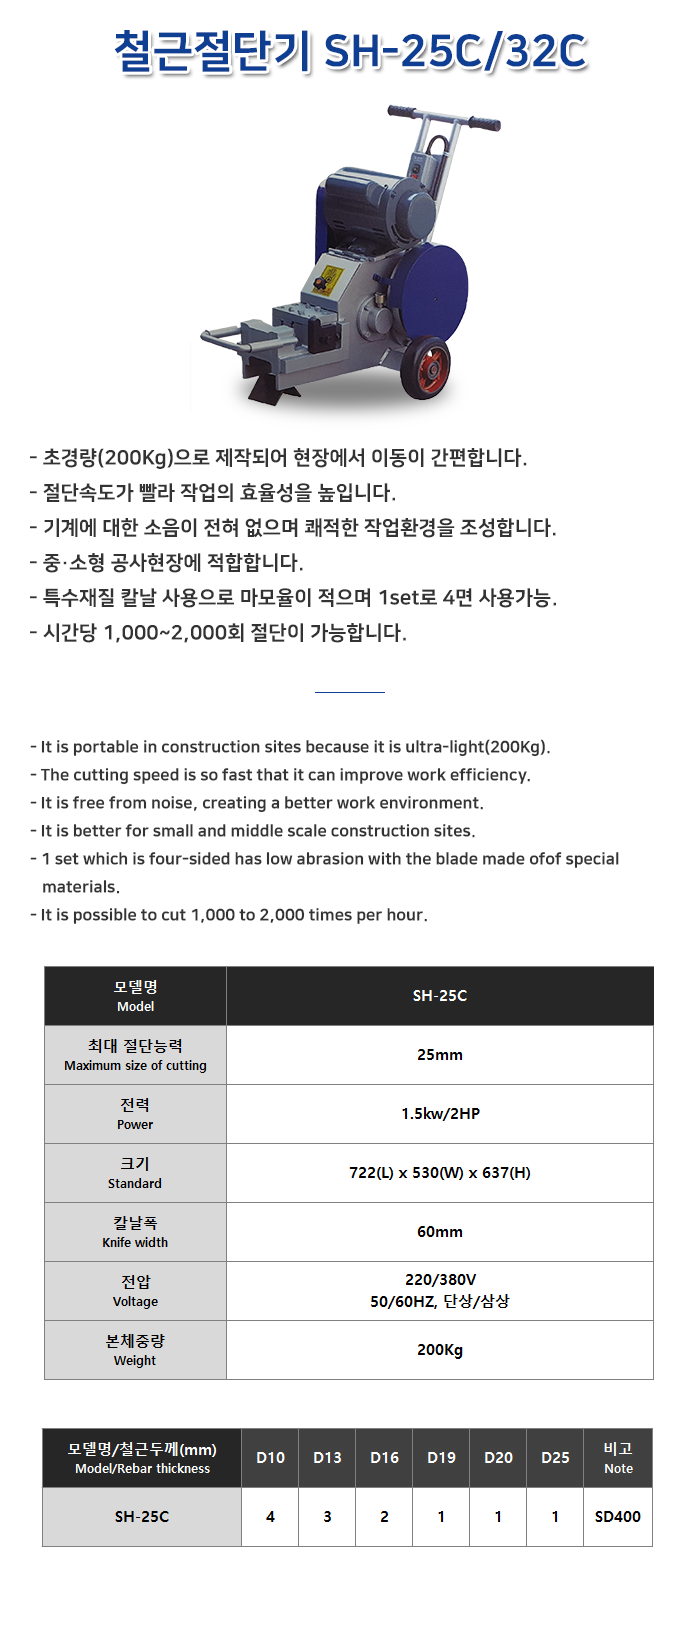 철근절단기 SH-25C/32C
- 초경량(200Kg)으로 제작되어 현장에서 이동이 간편합니다.
- 절단속도가 빨라 작업의 효율성을 높입니다.
- 기계에 대한 소음이 전혀 없으며 쾌적한 작업환경을 조성합니다.
- 중·소형 공사현장에 적합합니다.
- 특수재질 칼날 사용으로 마모율이 적으며 1set로 4면 사용가능.
- 시간당 1,000~2,000회 절단이 가능합니다.
- It is portable in construction sites because it is ultra-light(200Kg).
- The cutting speed is so fast that it can improve work efficiency.
- It is free from noise, creating a better work environment.
- It is better for small and middle scale construction sites.
- 1 set which is four-sided has low abrasion with the blade made ofof special
materials.
- It is possible to cut 1,000 to 2,000 times per hour.
모델명
Model
SH-25C
최대 절단능력
Maximum size of cutting
25mm
전력
Power
1.5kw/2HP
크기
Standard
722(L) x 530(W) x 637(H)
칼날폭
Knife width
60mm
전압
Voltage
220/380V
50/60HZ, 단상/삼상
본체중량
Weight
200Kg
모델명/철근두께(mm)
Model/Rebar thickness
D10 D13 D16 D19 D20 D25
비고
Note
SH-25C 4 3 2 1 1 1 SD400